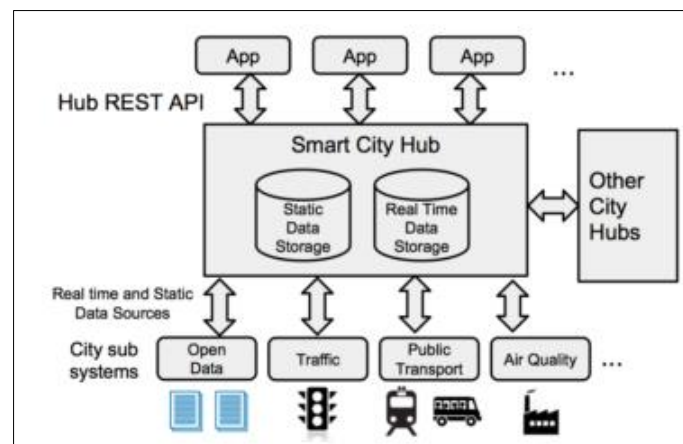 App App App ...
Hub REST API
Smart City Hub
Static
Data
Storage
Real Time
Data
Storage
Other
City
Hubs
Real time and Static
Data Sources
City sub
systems
Open
Data
Traffic
Public
Transport
Air Quality
...